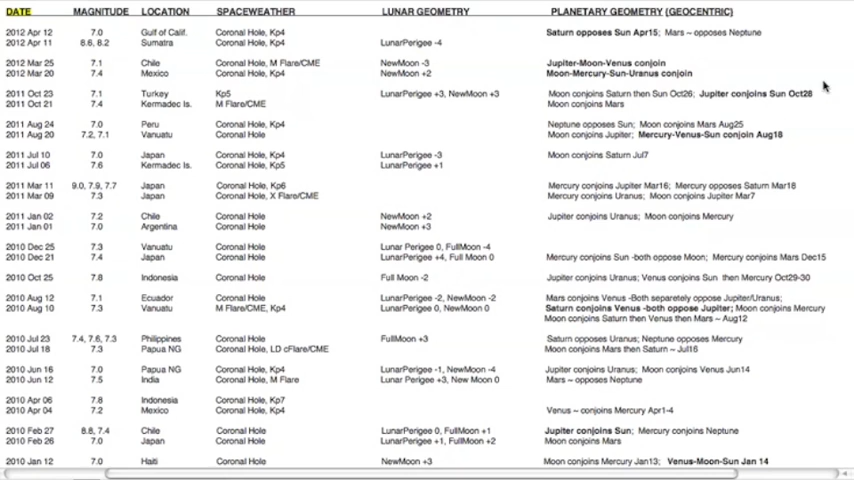 DATE MAGNITUDE LOCATION SPACEWEATHER LUNAR GEOMETRY PLANETARY GEOMETRY (GEOCENTRIC)
2012 Apr 12 7.0 Gulf of Calif. Coronal Hole, Kp4 Saturn opposes Sun Apr15; Mars ~ opposes Neptune
2012 Apr 11 8.6, 8.2 Sumatra Coronal Hole, Kp4 LunarPerigee -4
2012 Mar 25 7.1 Chile Coronal Hole, M Flare/CME NewMoon -3 Jupiter-Moon-Venus conjoin
2012 Mar 20 7.4 Mexico Coronal Hole, Kp4 NewMoon +2 Moon-Mercury-Sun-Uranus conjoin
2011 Oct 23 7.1 Turkey Kp5 LunarPerigee +3, NewMoon +3 Moon conjoins Saturn then Sun Oct26; Jupiter conjoins Sun Oct28
2011 Oct 21 7.4 Kermadec Is. M Flare/CME Moon conjoins Mars
2011 Aug 24 7.0 Peru Coronal Hole, Kp4 Neptune opposes Sun; Moon conjoins Mars Aug25
2011 Aug 20 7.2, 7.1 Vanuatu Coronal Hole Moon conjoins Jupiter; Mercury-Venus-Sun conjoin Aug18
2011 Jul 10 7.0 Japan Coronal Hole, Kp4 LunarPerigee -3 Moon conjoins Saturn Jul7
2011 Jul 06 7.6 Kermadec Is. Coronal Hole, Kp5 LunarPerigee +1
2011 Mar 11 9.0, 7.9, 7.7 Japan Coronal Hole, Kp6 Mercury conjoins Jupiter Mar16; Mercury opposes Saturn Mar18
2011 Mar 09 7.3 Japan Coronal Hole, X Flare/CME Mercury conjoins Uranus; Moon conjoins Jupiter Mar7
2011 Jan 02 7.2 Chile Coronal Hole NewMoon +2 Jupiter conjoins Uranus; Moon conjoins Mercury
2011 Jan 01 7.0 Argentina Coronal Hole NewMoon +3
2010 Dec 25 7.3 Vanuatu Coronal Hole Lunar Perigee 0, FullMoon -4
2010 Dec 21 7.4 Japan Coronal Hole LunarPerigee +4, Full Moon 0 Mercury conjoins Sun -both oppose Moon; Mercury conjoins Mars Dec15
2010 Oct 25 7.8 Indonesia Coronal Hole Full Moon -2 Jupiter conjoins Uranus; Venus conjoins Sun then Mercury Oct29-30
2010 Aug 12 7.1 Ecuador Coronal Hole LunarPerigee -2, NewMoon -2 Mars conjoins Venus -Both separetely oppose Jupiter/Uranus;
2010 Aug 10 7.3 Vanuatu M Flare/CME, Kp4 LunarPerigee 0, NewMoon 0 Saturn conjoins Venus -both oppose Jupiter; Moon conjoins Mercury
Moon conjoins Saturn then Venus then Mars ~ Aug12
2010 Jul 23 7.4, 7.6, 7.3 Philippines Coronal Hole FullMoon +3 Saturn opposes Uranus; Neptune opposes Mercury
2010 Jul 18 7.3 Papua NG Coronal Hole, LD cFlare/CME Moon conjoins Mars then Saturn ~ Jul16
2010 Jun 16 7.0 Papua NG Coronal Hole, Kp4 LunarPerigee -1, NewMoon -4 Jupiter conjoins Uranus; Moon conjoins Venus Jun14
2010 Jun 12 7.5 India Coronal Hole, M Flare Lunar Perigee +3, New Moon 0 Mars ~ opposes Neptune
2010 Apr 06 7.8 Indonesia Coronal Hole, Kp7
2010 Apr 04 7.2 Mexico Coronal Hole, Kp4 Venus ~ conjoins Mercury Apr1-4
2010 Feb 27 8.8, 7.4 Chile Coronal Hole LunarPerigee 0, FullMoon +1 Jupiter conjoins Sun; Mercury conjoins Neptune
2010 Feb 26 7.0 Japan Coronal Hole LunarPerigee +1, FullMoon +2 Moon conjoins Mars
2010 Jan 12 7.0 Haiti Coronal Hole NewMoon +3 Moon conjoins Mercury Jan13; Venus-Moon-Sun Jan 14